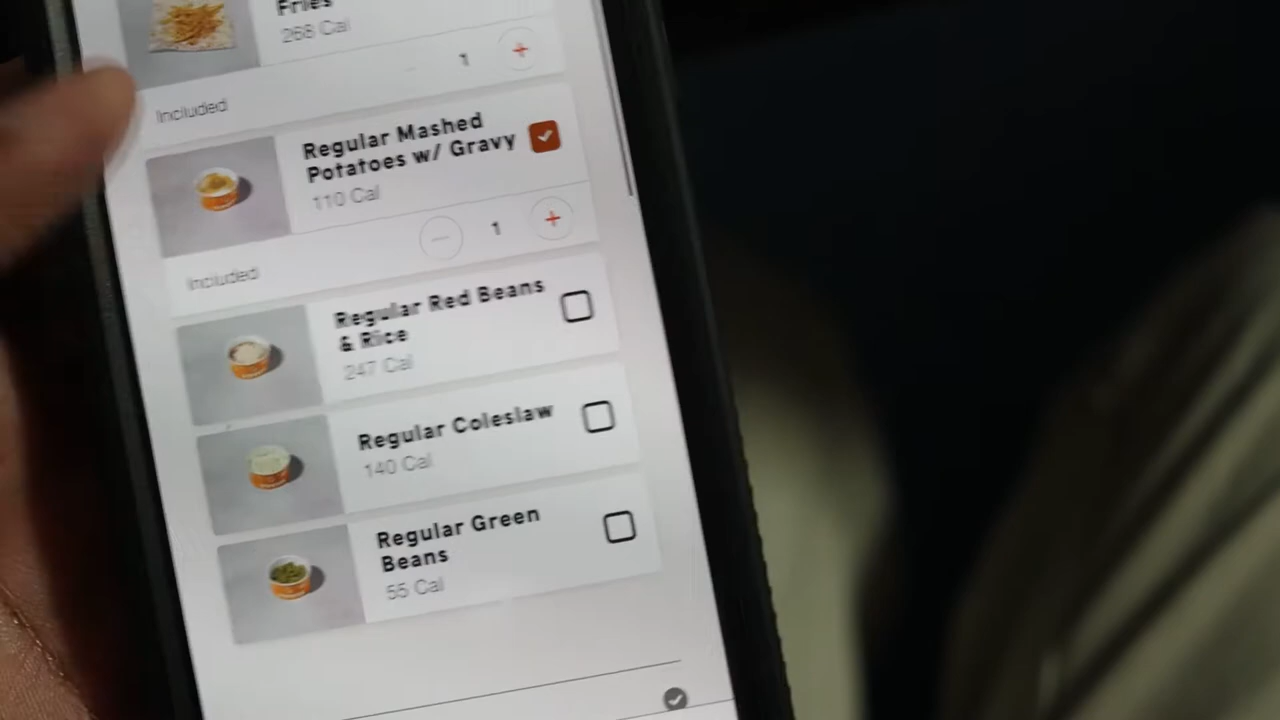 Fries
268 Cal
1
Included
Regular Mashed
Potatoes w/ Gravy
110 Cal
1
Included
Regular Red Beans
& Rice
247 Cal
Regular Coleslaw
140 Cal
Regular Green
Beans
55 Cal